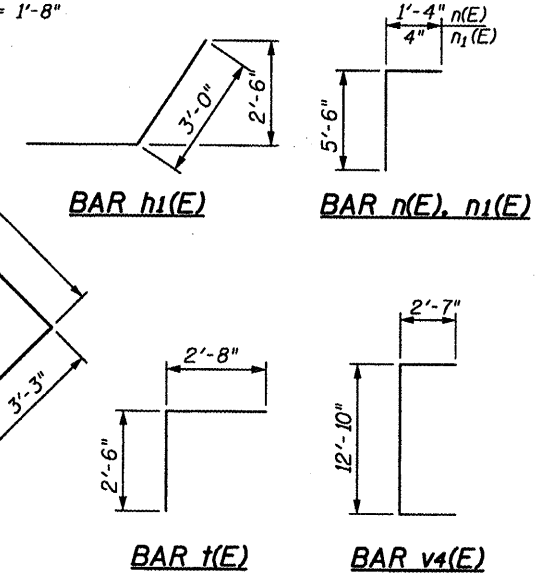 = 1'-8"
3'-0"
2'-6"
BAR h1(E)
1'-4" n(E)
4" n1(E)
5'-6"
BAR n(E), n1(E)
3'-3"
2'-8"
2'-6"
BAR t(E)
2'-7"
12'-10"
BAR v4(E)